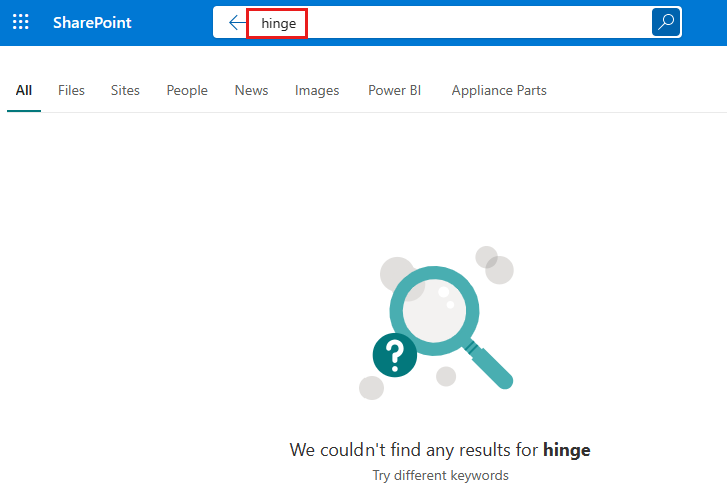 SharePoint
hinge
All Files Sites People News Images Power BI Appliance Parts
?
We couldn't find any results for hinge
Try different keywords